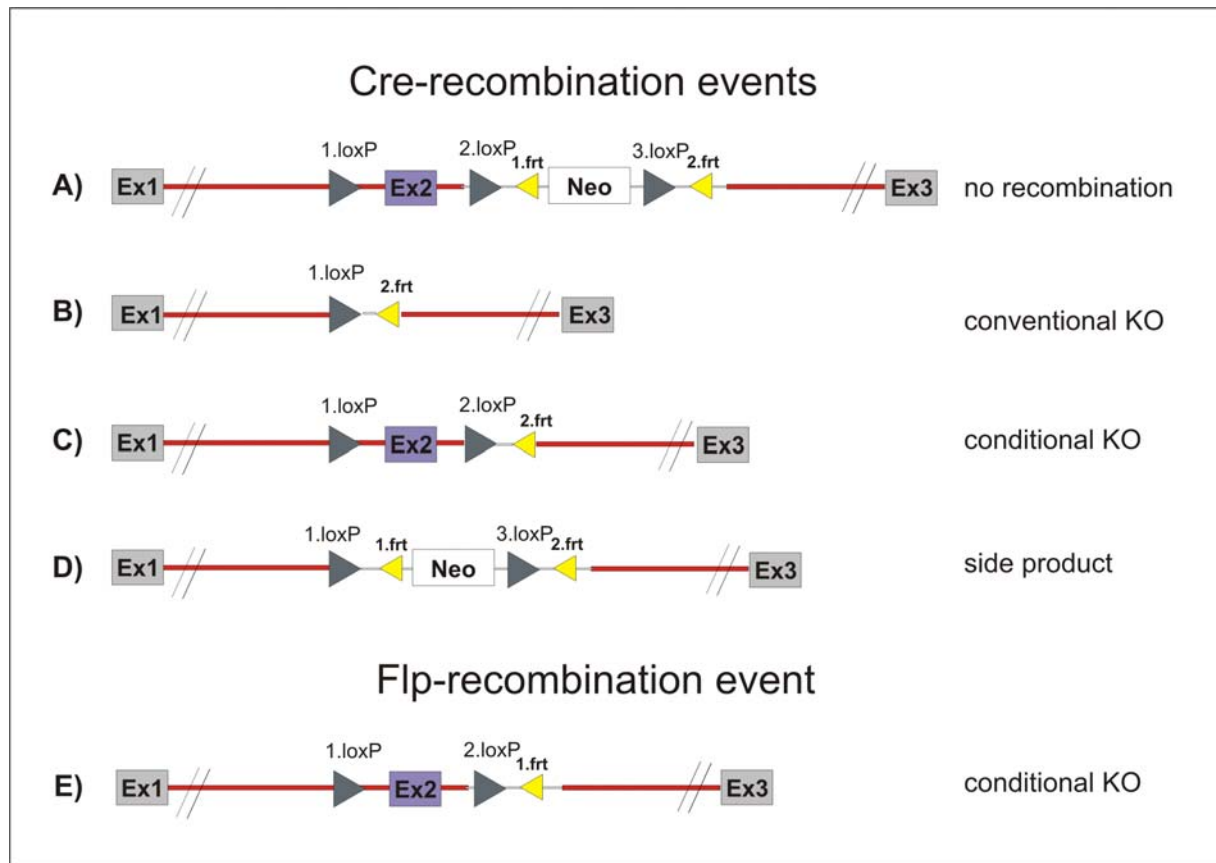 Cre-recombination events
1.loxP 2.loxP 1.frt 3.loxP 2.frt
A) Ex1 Ex2 Neo Ex3 no recombination
1.loxP 2.frt
B) Ex1 Ex3 conventional KO
1.loxP 2.loxP 2.frt
C) Ex1 Ex2 Ex3 conditional KO
1.loxP 1.frt 3.loxP 2.frt
D) Ex1 Neo Ex3 side product
Flp-recombination event
1.loxP 2.loxP 1.frt
E) Ex1 Ex2 Ex3 conditional KO